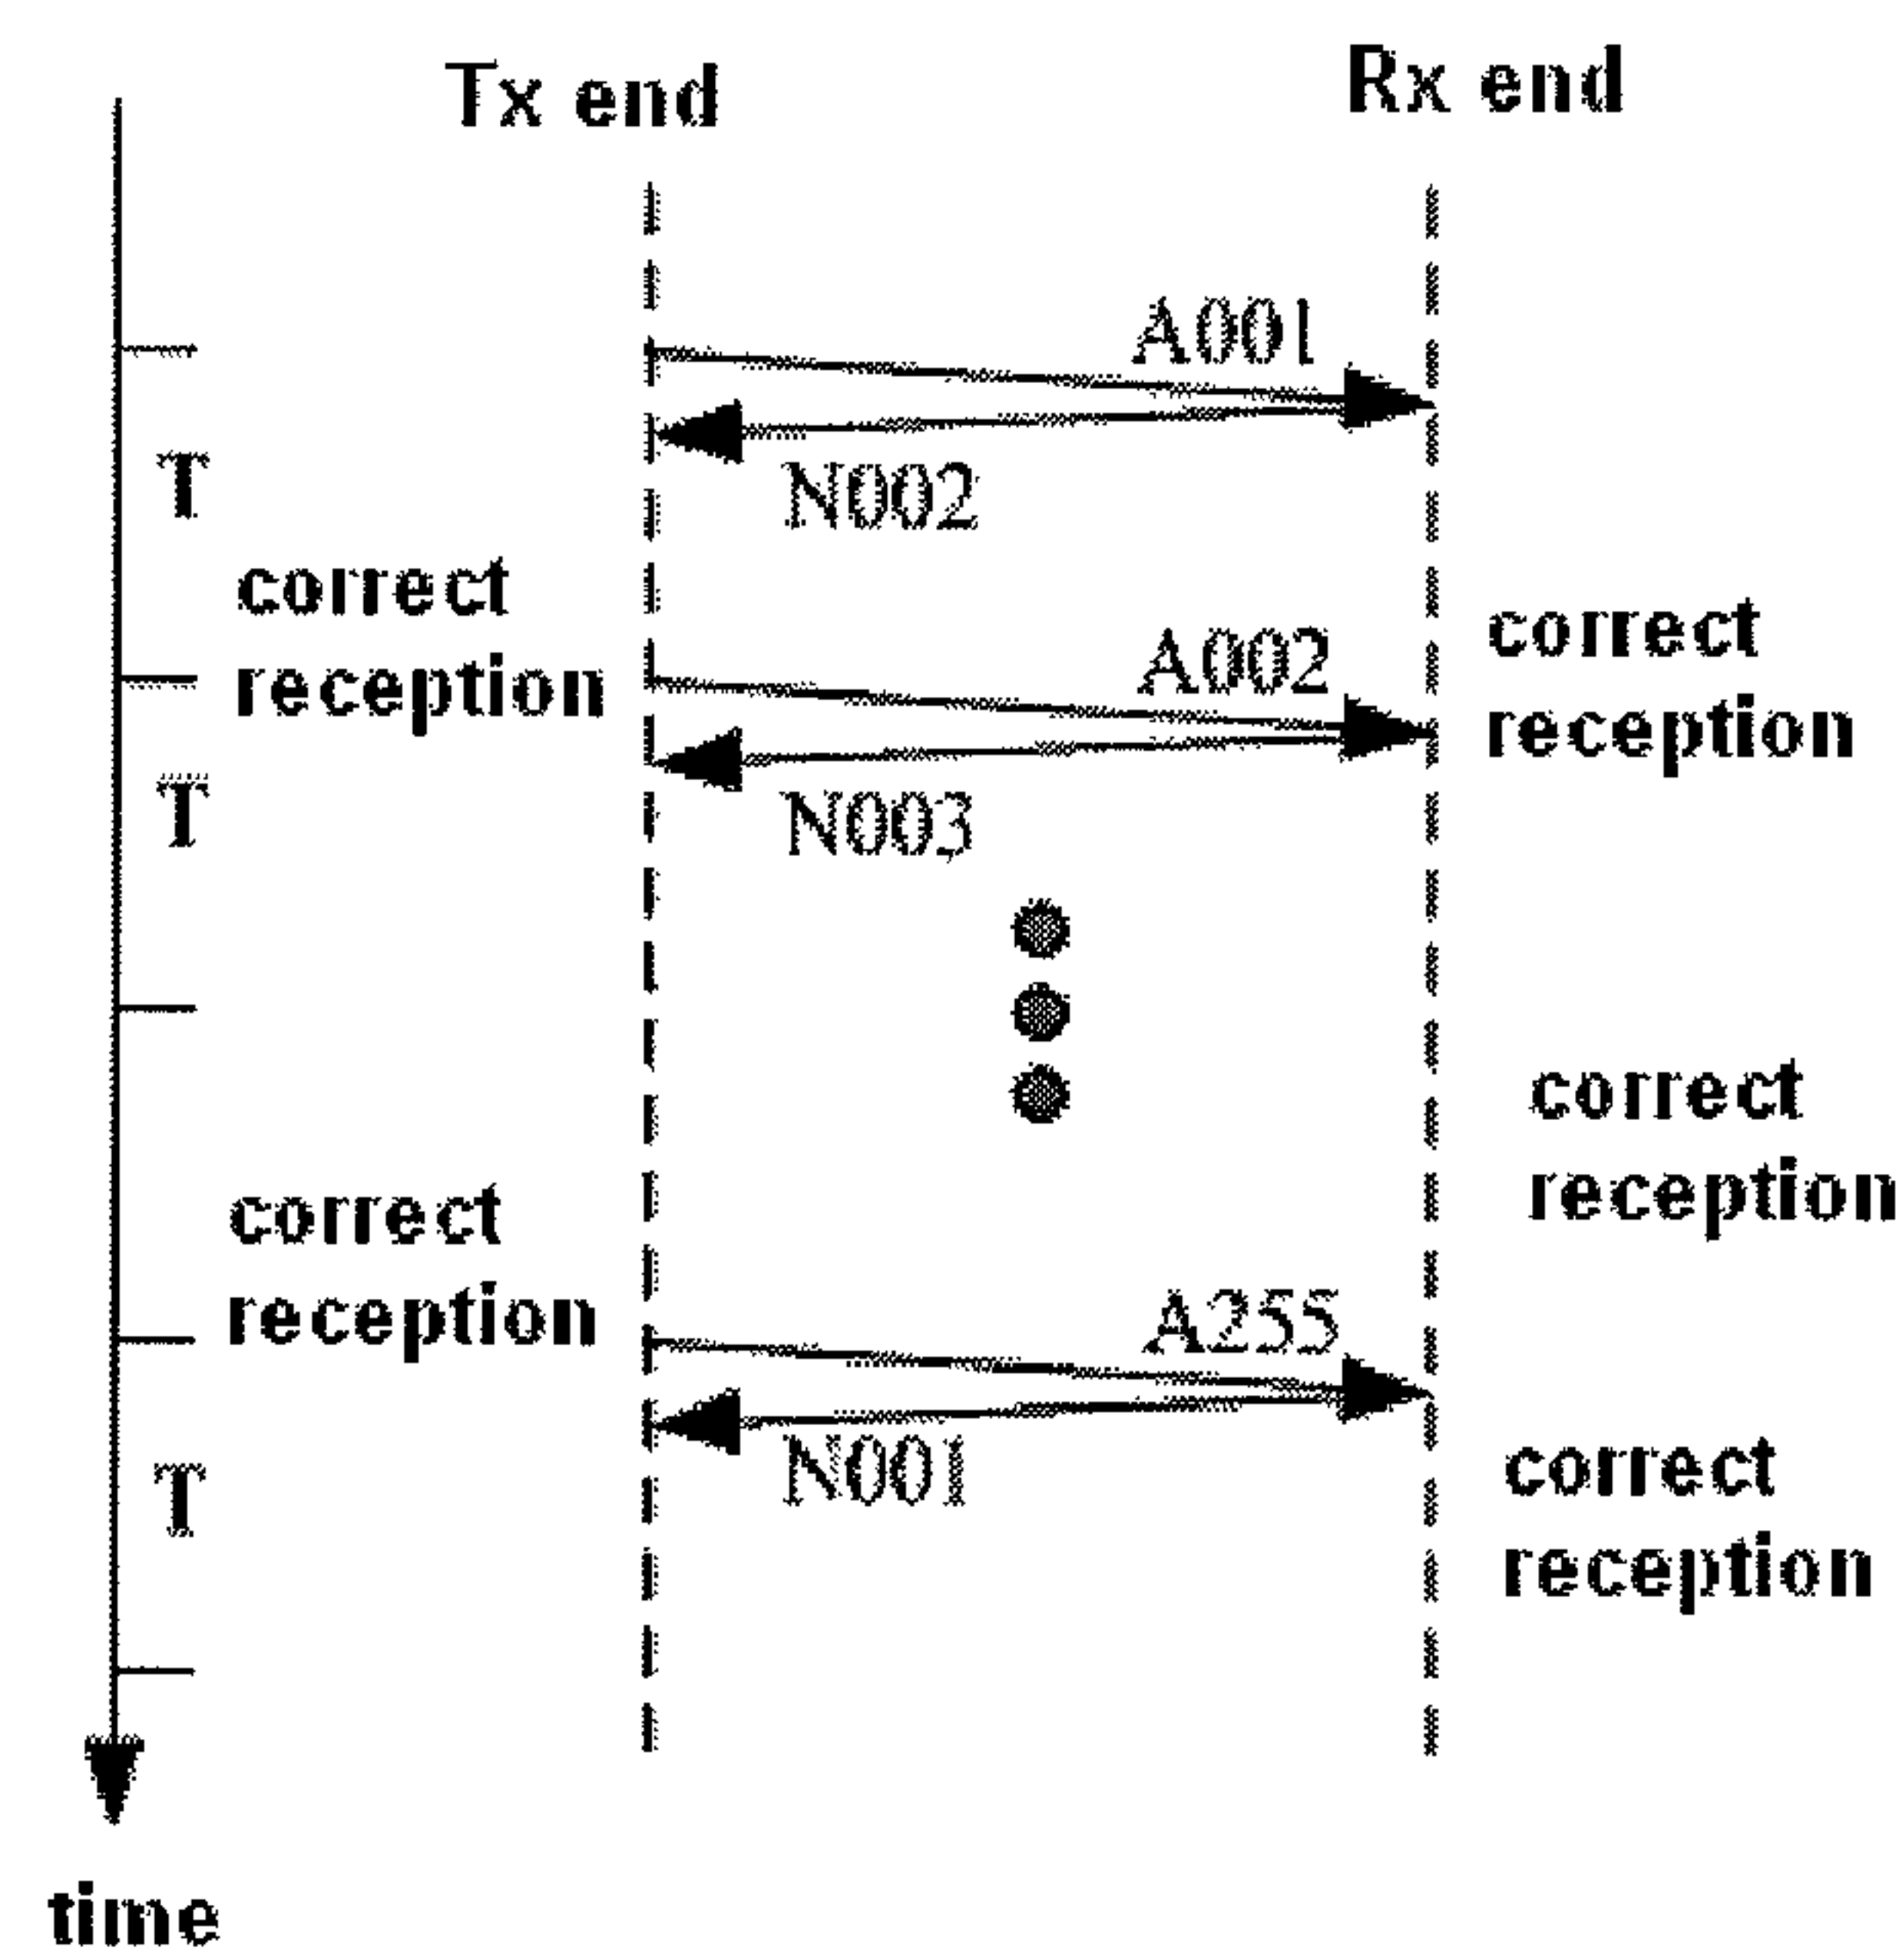 Tx end
Rx end
A001
N002
T
correct
reception
A002
correct
reception
N003
T
correct
reception
correct
reception
A255
N001
correct
reception
T
time